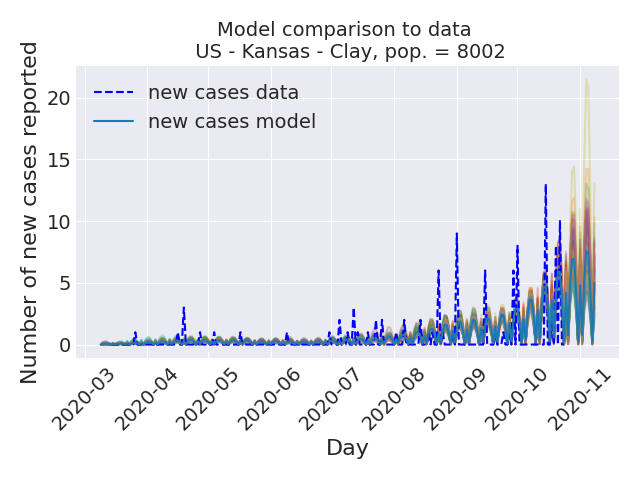 Model comparison to data
US - Kansas - Clay, pop. = 8002
Number of new cases reported
new cases data
new cases model
20
15
10
5
0
2020-03
2020-04
2020-05
2020-06
2020-07
2020-08
2020-09
2020-10
2020-11
Day